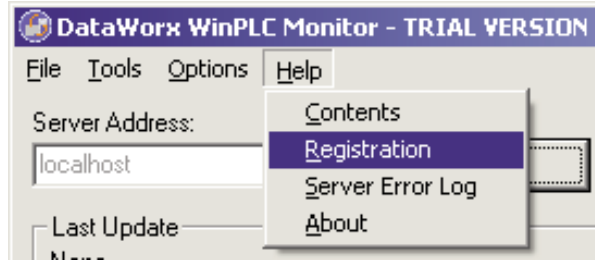 DataWorx WinPLC Monitor - TRIAL VERSION
File Tools Options Help
Contents
Server Address:
Registration
localhost
Server Error Log
Last Update
About